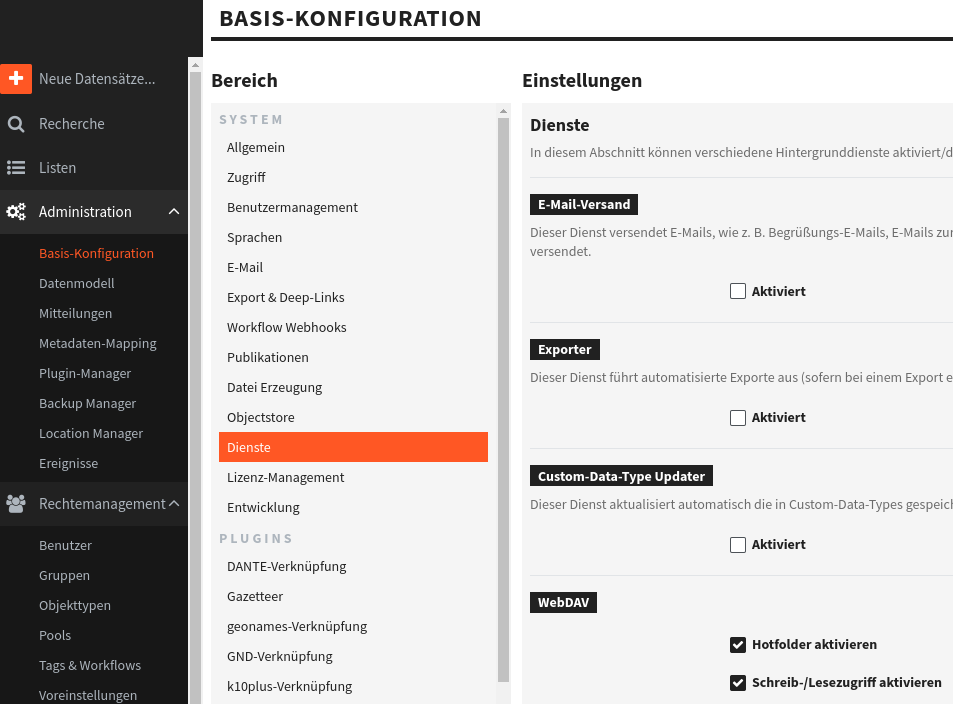 BASIS-KONFIGURATION
Neue Datensätze...
Recherche
Listen
Administration
Basis-Konfiguration
Datenmodell
Mitteilungen
Metadaten-Mapping
Plugin-Manager
Backup Manager
Location Manager
Ereignisse
Rechtemanagement
Benutzer
Gruppen
Objekttypen
Pools
Tags & Workflows
Voreinstellungen
Bereich
SYSTEM
Allgemein
Zugriff
Benutzermanagement
Sprachen
E-Mail
Export & Deep-Links
Workflow Webhooks
Publikationen
Datei Erzeugung
Objectstore
Dienste
Lizenz-Management
Entwicklung
PLUGINS
DANTE-Verknüpfung
Gazetteer
geonames-Verknüpfung
GND-Verknüpfung
k10plus-Verknüpfung
Einstellungen
Dienste
In diesem Abschnitt können verschiedene Hintergrunddienste aktiviert/d
E-Mail-Versand
Dieser Dienst versendet E-Mails, wie z. B. Begrüßungs-E-Mails, E-Mails zur
versendet.
Aktiviert
Exporter
Dieser Dienst führt automatisierte Exporte aus (sofern bei einem Export e
Aktiviert
Custom-Data-Type Updater
Dieser Dienst aktualisiert automatisch die in Custom-Data-Types gespeich
Aktiviert
WebDAV
Hotfolder aktivieren
Schreib-/Lesezugriff aktivieren